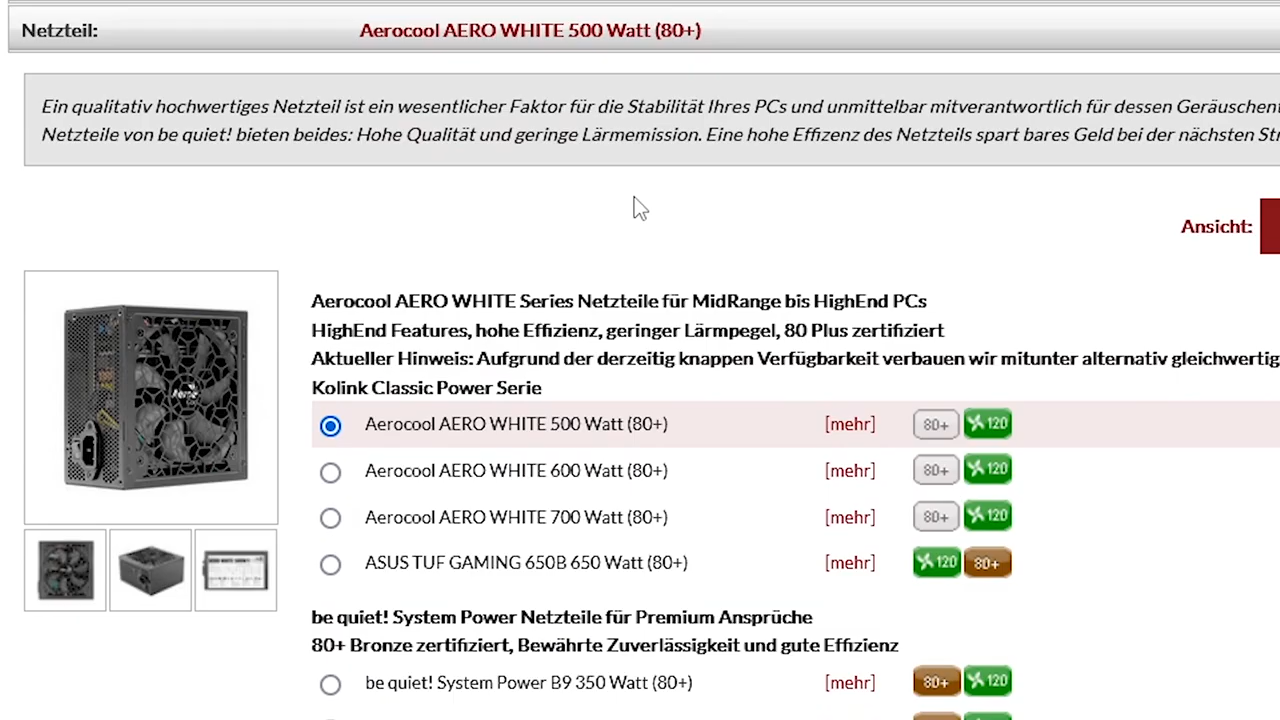 Netzteil: Aerocool AERO WHITE 500 Watt (80+)
Ein qualitativ hochwertiges Netzteil ist ein wesentlicher Faktor für die Stabilität Ihres PCs und unmittelbar mitverantwortlich für dessen Geräuschent
Netzteile von be quiet! bieten beides: Hohe Qualität und geringe Lärmemission. Eine hohe Effizenz des Netzteils spart bares Geld bei der nächsten Str
Ansicht:
Aerocool AERO WHITE Series Netzteile für MidRange bis HighEnd PCs
HighEnd Features, hohe Effizienz, geringer Lärmpegel, 80 Plus zertifiziert
Aktueller Hinweis: Aufgrund der derzeitig knappen Verfügbarkeit verbauen wir mitunter alternativ gleichwertig
Kolink Classic Power Serie
Aerocool AERO WHITE 500 Watt (80+) [mehr] 80+ 120
Aerocool AERO WHITE 600 Watt (80+) [mehr] 80+ 120
Aerocool AERO WHITE 700 Watt (80+) [mehr] 80+ 120
ASUS TUF GAMING 650B 650 Watt (80+) [mehr] 120 80+
be quiet! System Power Netzteile für Premium Ansprüche
80+ Bronze zertifiziert, Bewährte Zuverlässigkeit und gute Effizienz
be quiet! System Power B9 350 Watt (80+) [mehr] 80+ 120